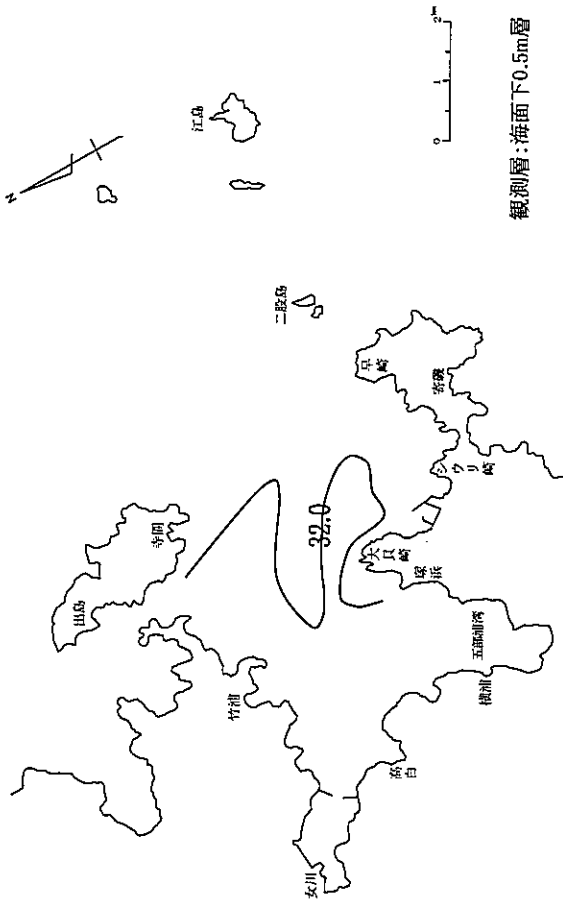 N
江島
二股島
早崎
寄磯
シウリ崎
大貝崎
塚浜
五部浦湾
横浦
高白
女川
竹浦
出島
寺間
32.0
0 1 2 km
観測層:海面下0.5m層